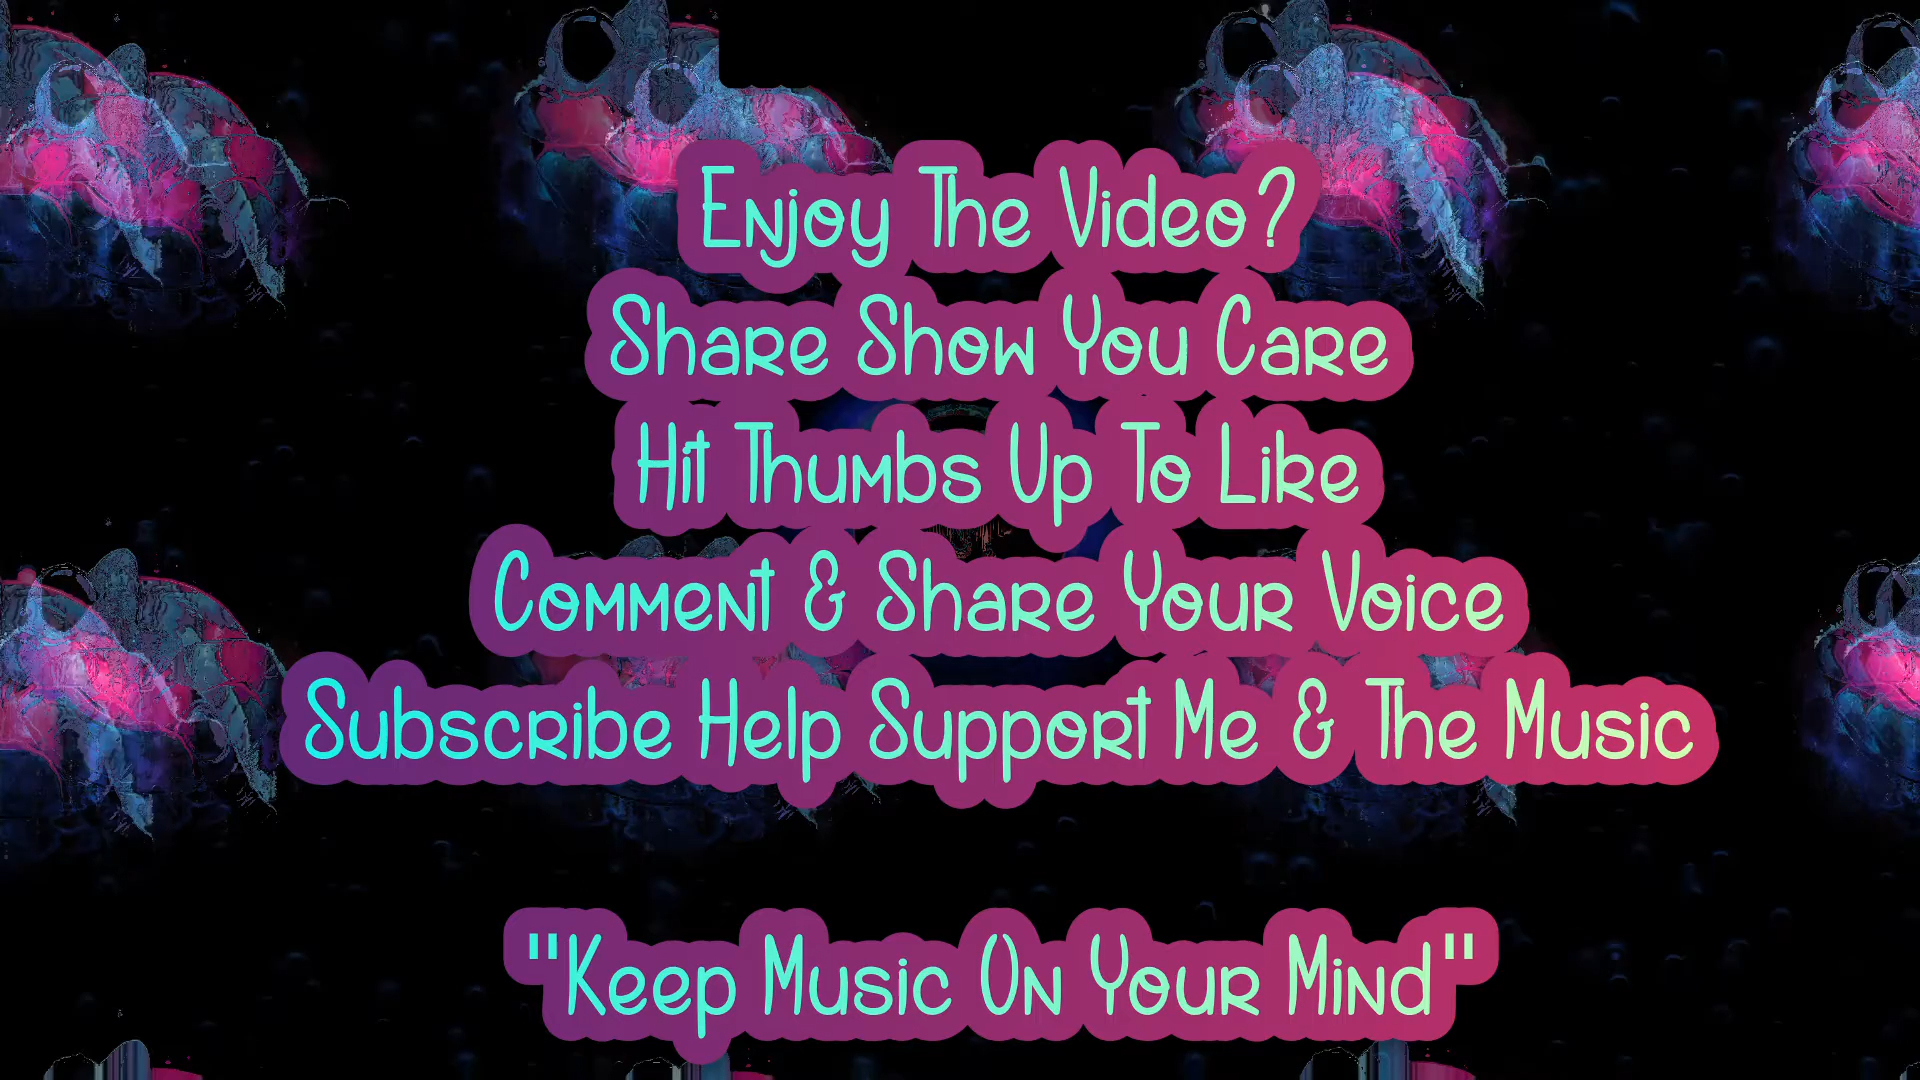 Enjoy The Video?
Share Show You Care
Hit Thumbs Up To Like
Comment & Share Your Voice
Subscribe Help Support Me & The Music
"Keep Music On Your Mind"